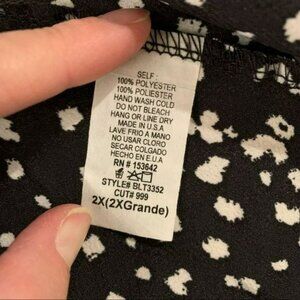 SELF:
100% POLYESTER
100% POLIESTER
HAND WASH COLD
DO NOT BLEACH
HANG OR LINE DRY
MADE IN U.S.A
LAVE FRIO A MANO
NO USAR CLORO
SECAR COLGADO
HECHO EN E.U.A
RN # 153642
STYLE# BLT3352
CUT# 999
2X(2XGrande)